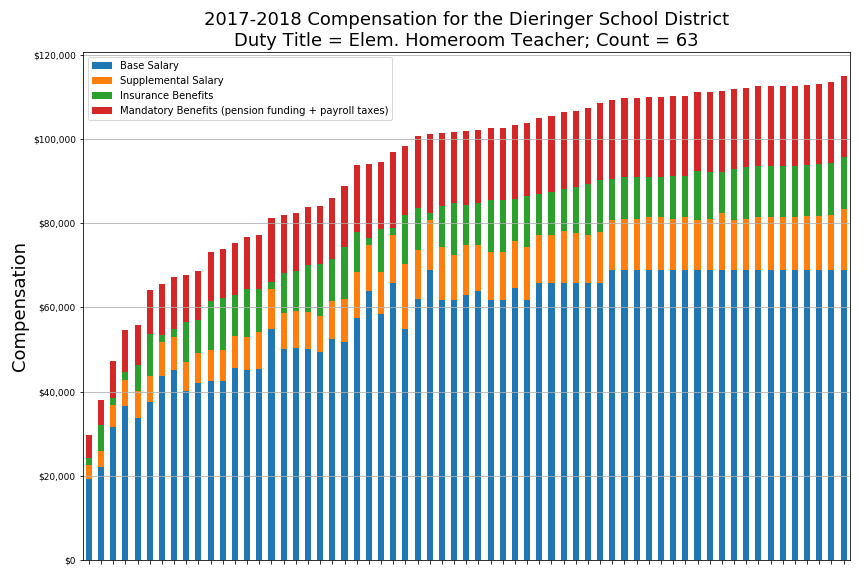 2017-2018 Compensation for the Dieringer School District
Duty Title = Elem. Homeroom Teacher; Count = 63
$120,000
Base Salary
Supplemental Salary
Insurance Benefits
Mandatory Benefits (pension funding + payroll taxes)
$100,000
$80,000
$60,000
$40,000
$20,000
$0
Compensation